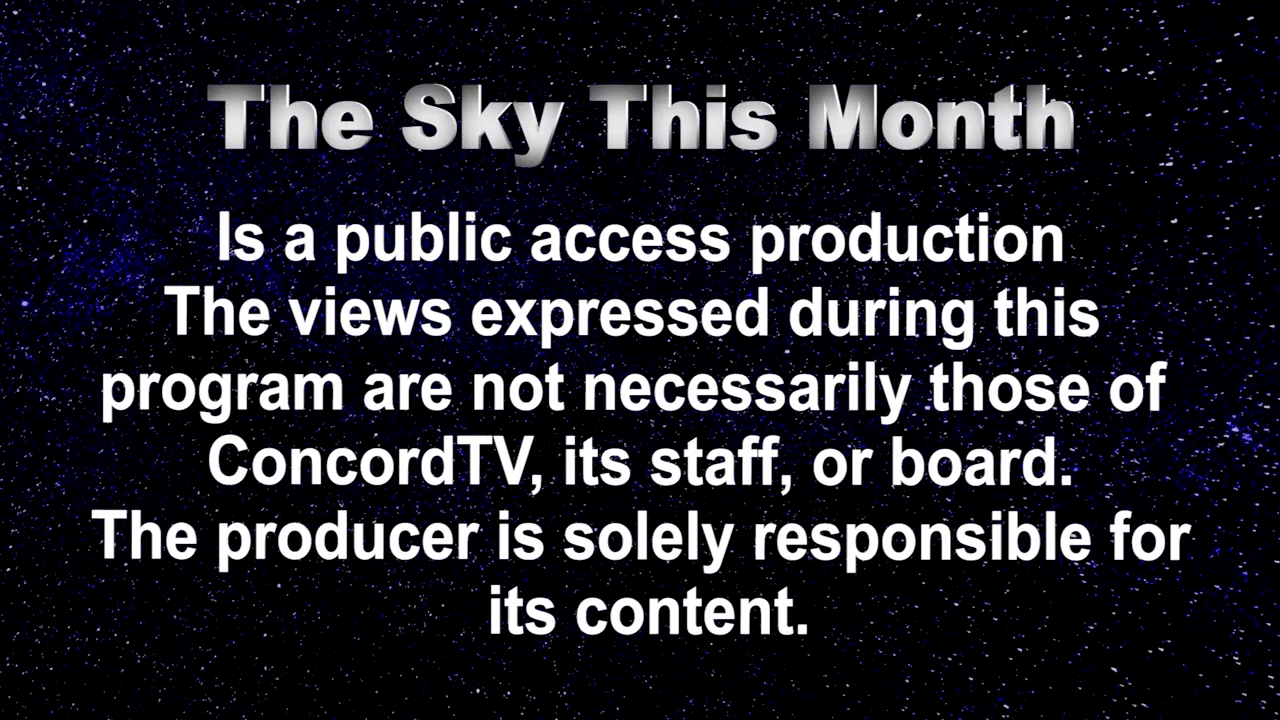 The Sky This Month
Is a public access production
The views expressed during this
program are not necessarily those of
ConcordTV, its staff, or board.
The producer is solely responsible for
its content.